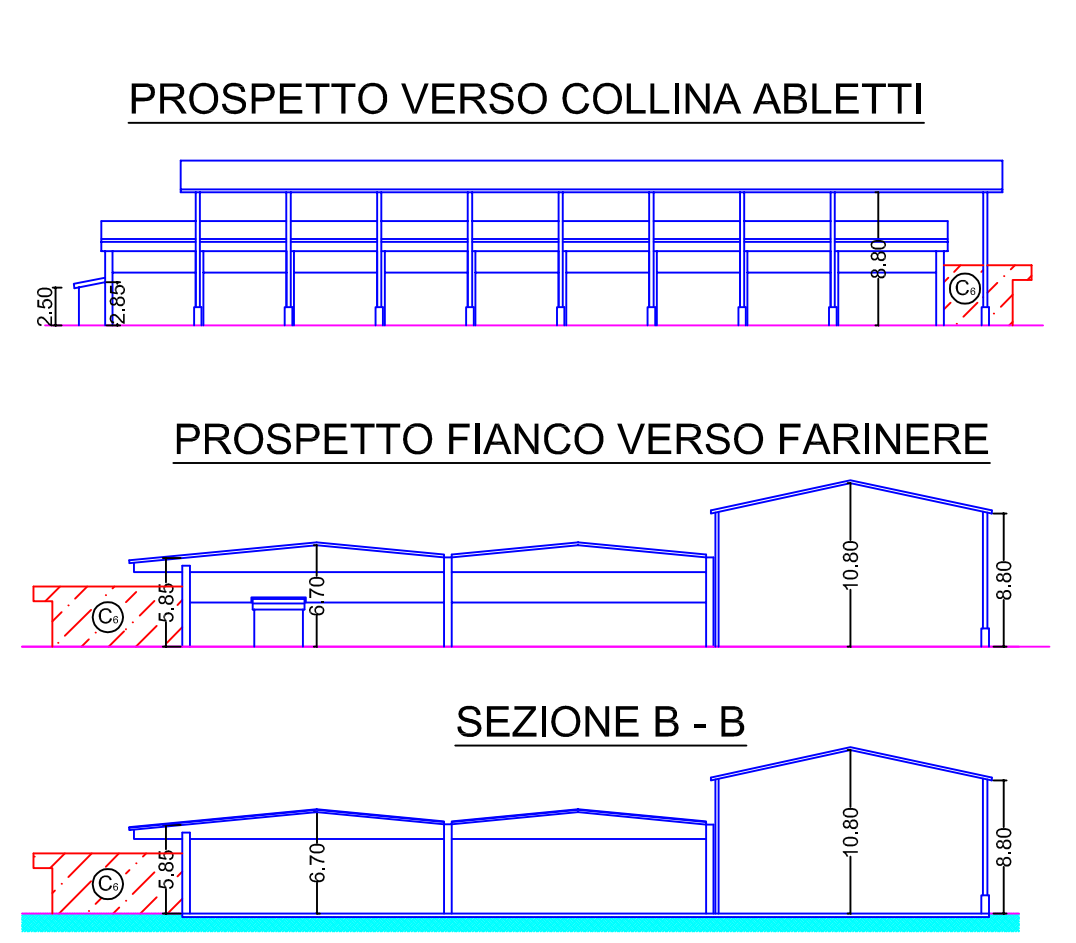 PROSPETTO VERSO COLLINA ABLETTI
2.50
2.85
8.80
C6
PROSPETTO FIANCO VERSO FARINERE
C6
5.85
6.70
10.80
8.80
SEZIONE B - B
C6
5.85
6.70
10.80
8.80